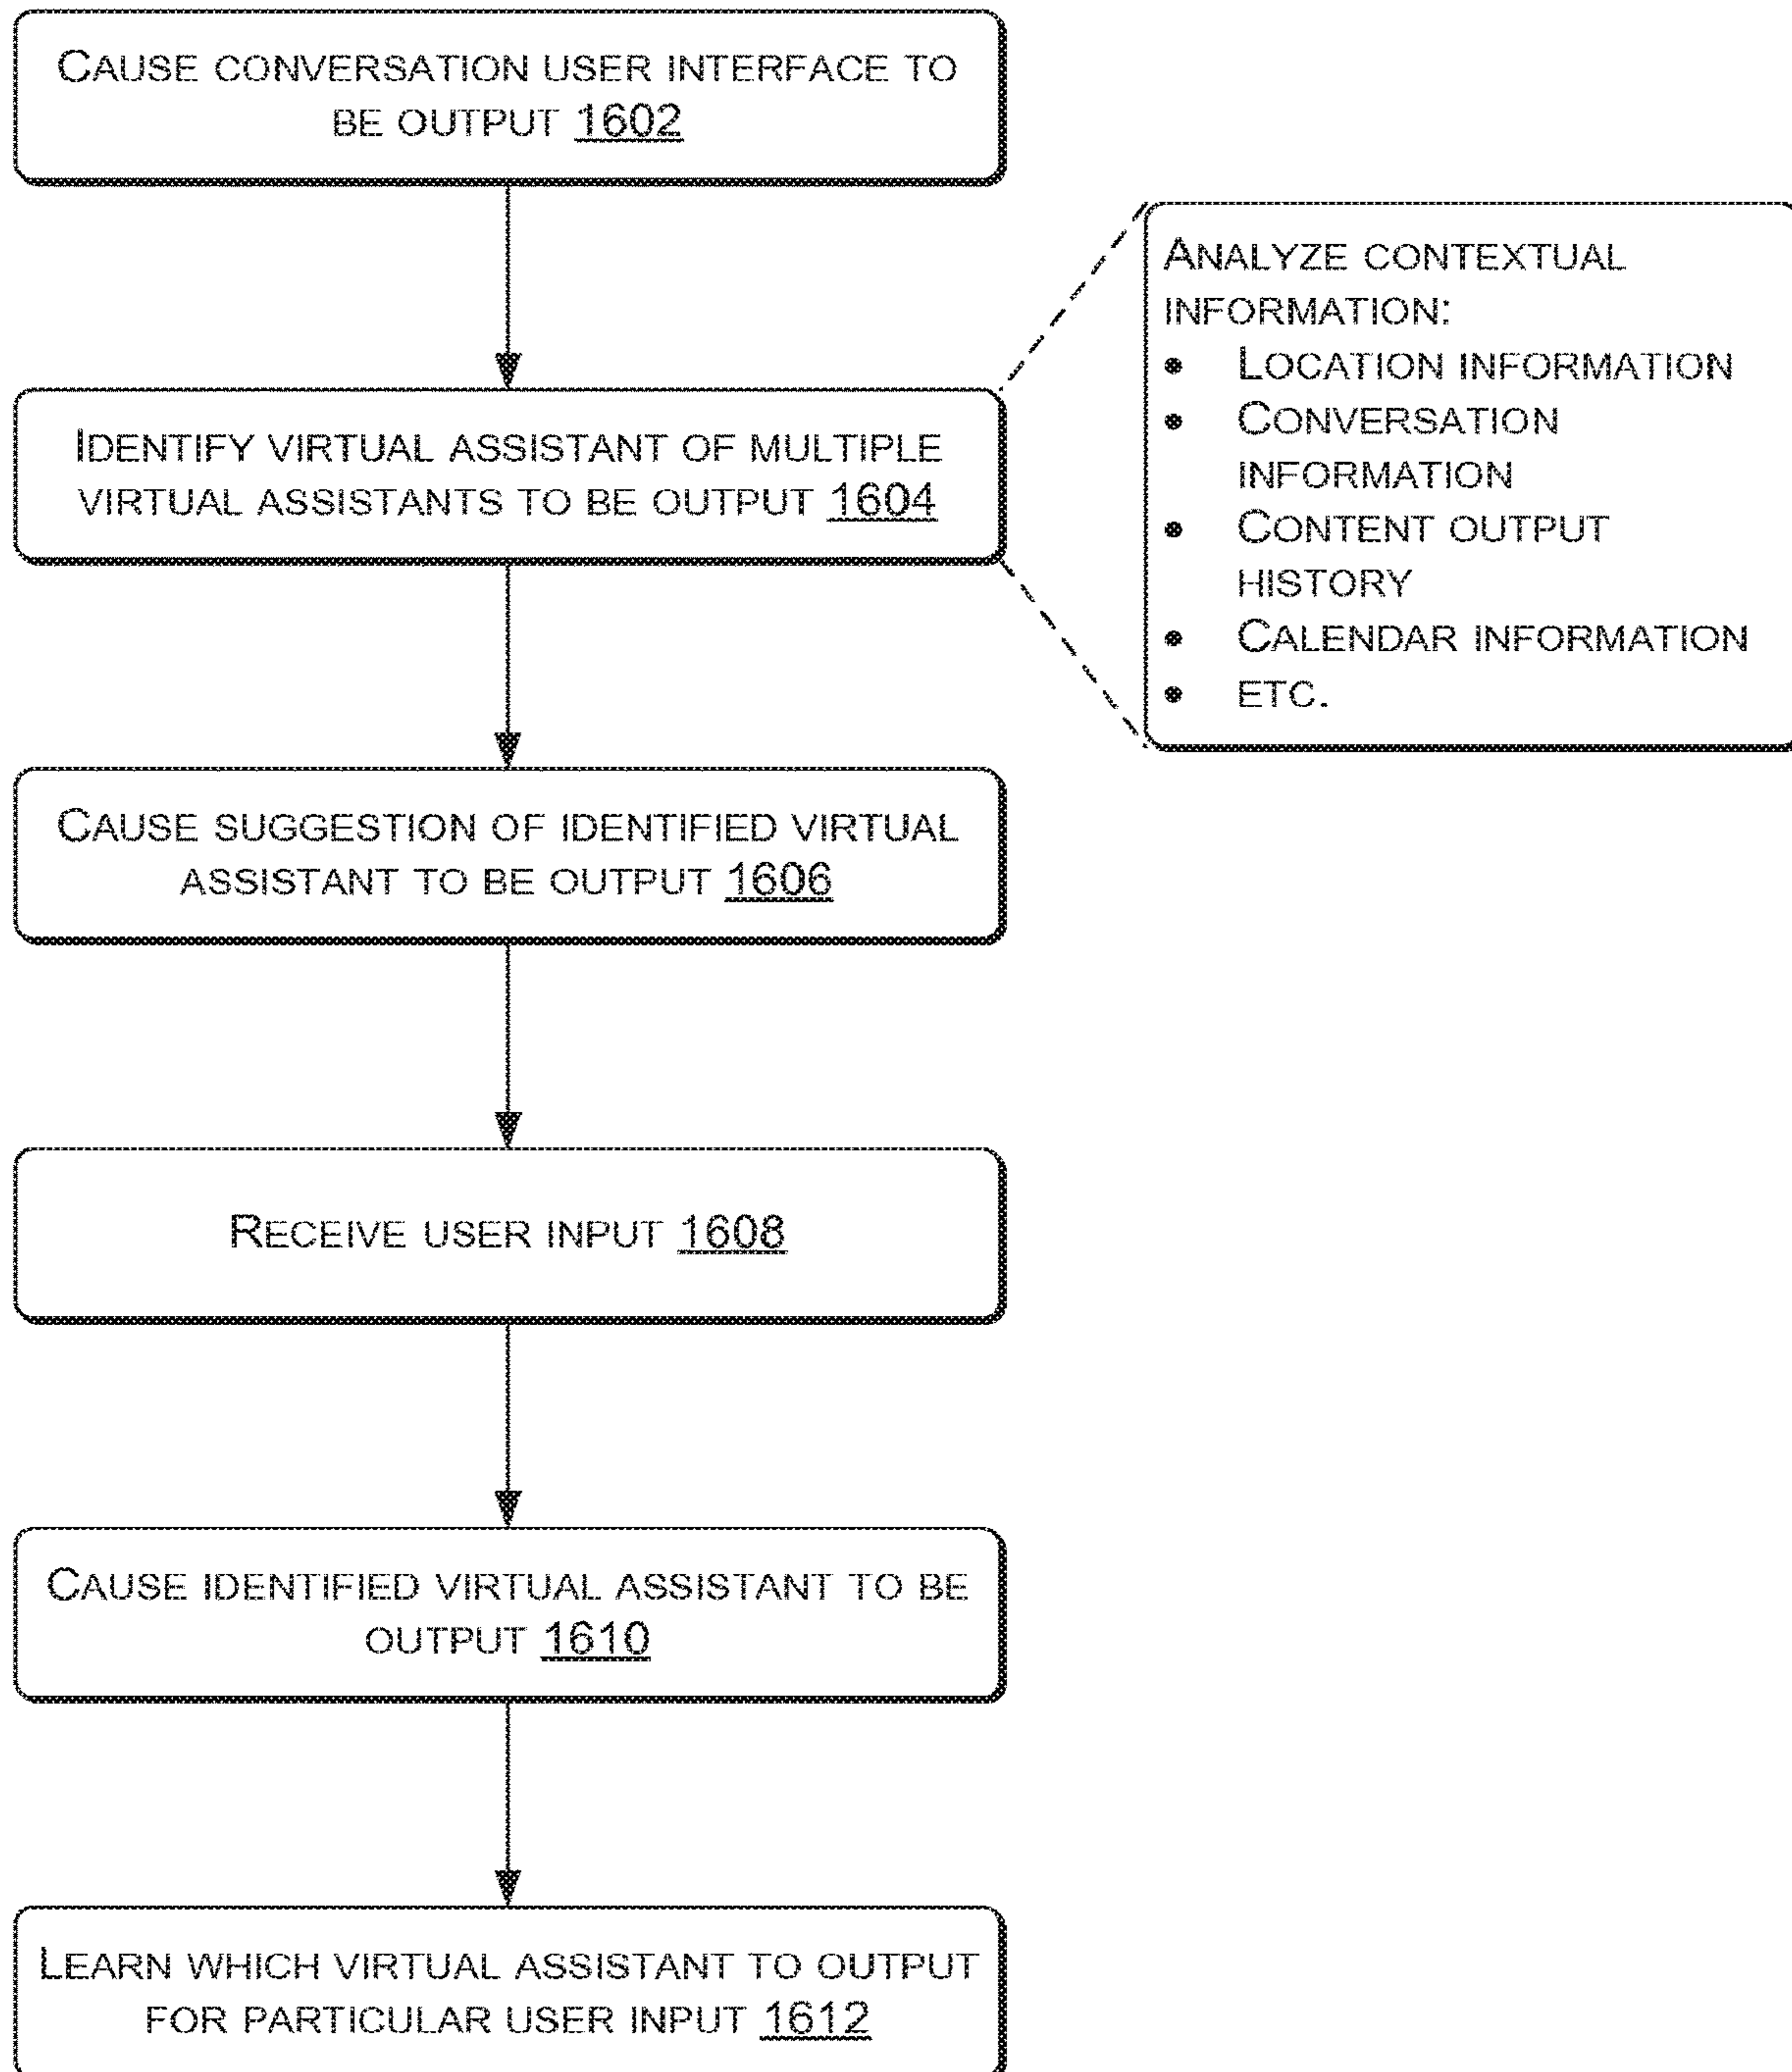 CAUSE CONVERSATION USER INTERFACE TO
BE OUTPUT 1602
IDENTIFY VIRTUAL ASSISTANT OF MULTIPLE
VIRTUAL ASSISTANTS TO BE OUTPUT 1604
ANALYZE CONTEXTUAL
INFORMATION:
• LOCATION INFORMATION
• CONVERSATION
INFORMATION
• CONTENT OUTPUT
HISTORY
• CALENDAR INFORMATION
• ETC.
CAUSE SUGGESTION OF IDENTIFIED VIRTUAL
ASSISTANT TO BE OUTPUT 1606
RECEIVE USER INPUT 1608
CAUSE IDENTIFIED VIRTUAL ASSISTANT TO BE
OUTPUT 1610
LEARN WHICH VIRTUAL ASSISTANT TO OUTPUT
FOR PARTICULAR USER INPUT 1612